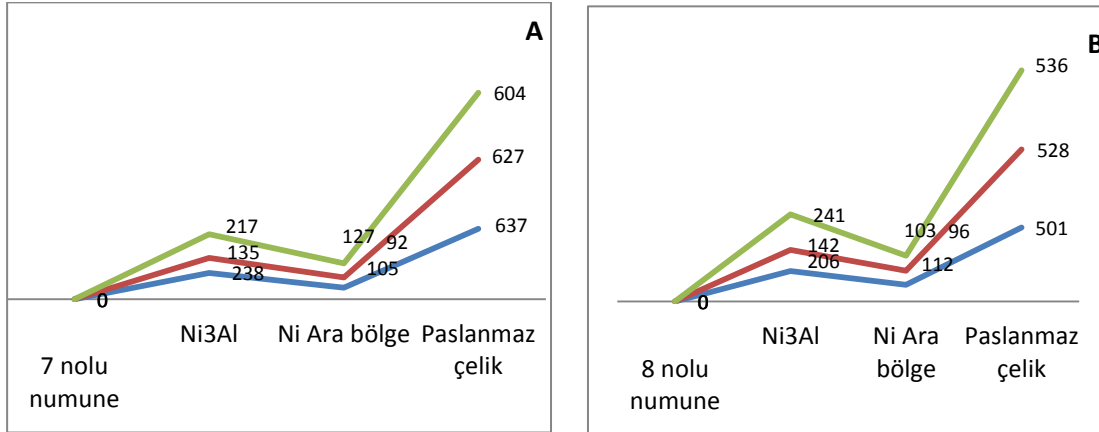 A
604
627
637
217
135
238
127
92
105
0
Ni3Al
Ni Ara bölge
Paslanmaz
çelik
7 nolu
numune
B
536
528
501
241
142
206
103
96
112
0
Ni3Al
Ni Ara
bölge
Paslanmaz
çelik
8 nolu
numune